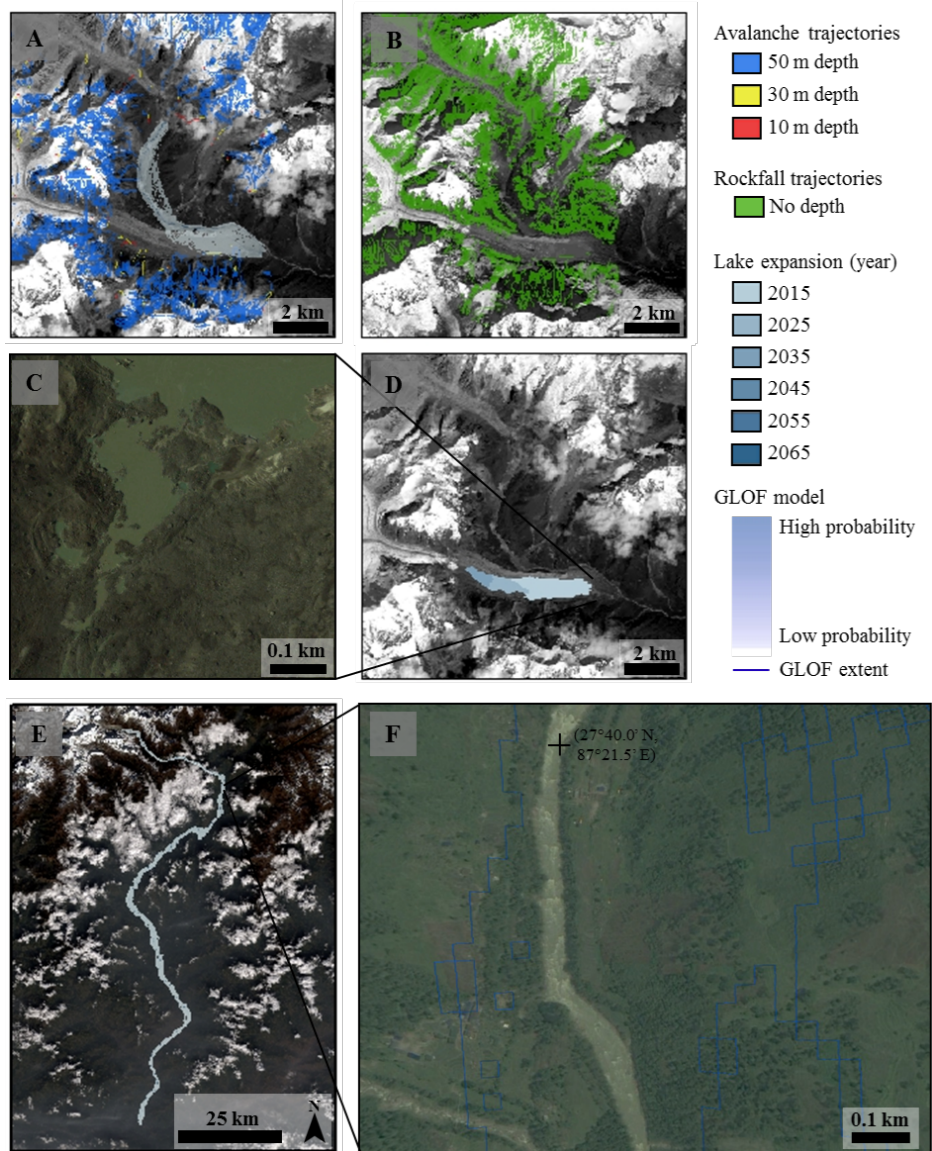 A
2 km
B
2 km
Avalanche trajectories
50 m depth
30 m depth
10 m depth
Rockfall trajectories
No depth
Lake expansion (year)
2015
2025
2035
2045
2055
2065
GLOF model
High probability
Low probability
GLOF extent
C
0.1 km
D
2 km
E
25 km
N
F
(27°40.0' N,
87°21.5' E)
0.1 km